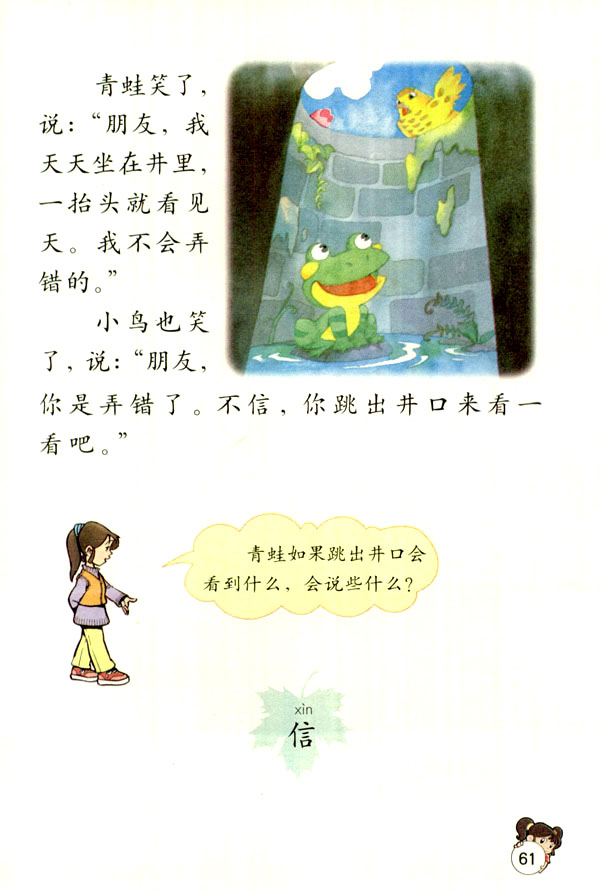 青蛙笑了，
说：“朋友，我
天天坐在井里，
一抬头就看见
天。我不会弄
错的。”
小鸟也笑
了，说：“朋友，
你是弄错了。不信，你跳出井口来看一
看吧。”
青蛙如果跳出井口会
看到什么，会说些什么？
xìn
信
61